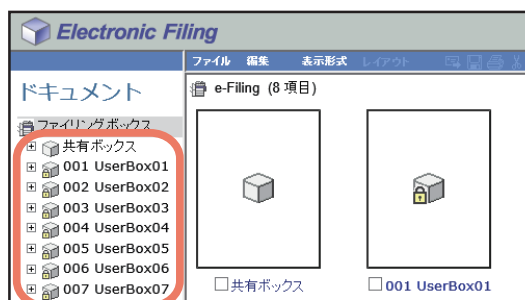 Electronic Filing
ファイル 編集 表示形式 レイアウト
ドキュメント
e-Filing (8 項目)
ファイリングボックス
共有ボックス
001 UserBox01
002 UserBox02
003 UserBox03
004 UserBox04
005 UserBox05
006 UserBox06
007 UserBox07
共有ボックス
001 UserBox01